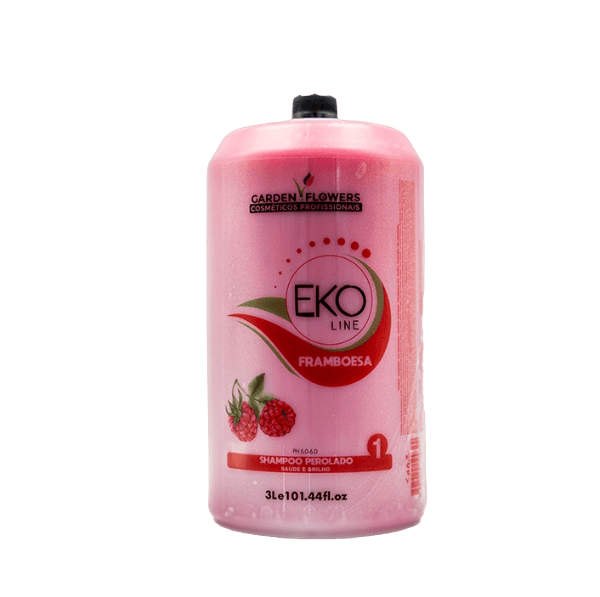 GARDEN FLOWERS
COSMÉTICOS PROFISSIONAIS
EKO
LINE
FRAMBOESA
PH 5.0-6.0
1
SHAMPOO PEROLADO
SAÚDE E BRILHO
3Le101.44fl.oz